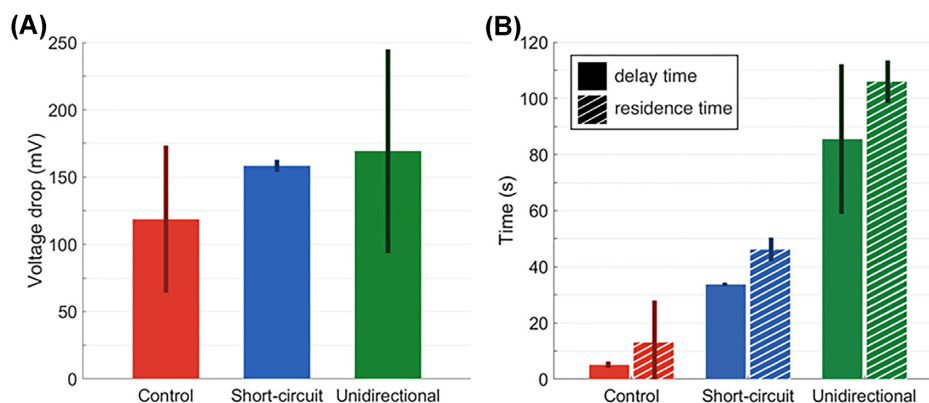 (A)
Voltage drop (mV)
250
200
150
100
50
0
Control Short-circuit Unidirectional
(B)
Time (s)
120
100
80
60
40
20
0
delay time
residence time
Control Short-circuit Unidirectional